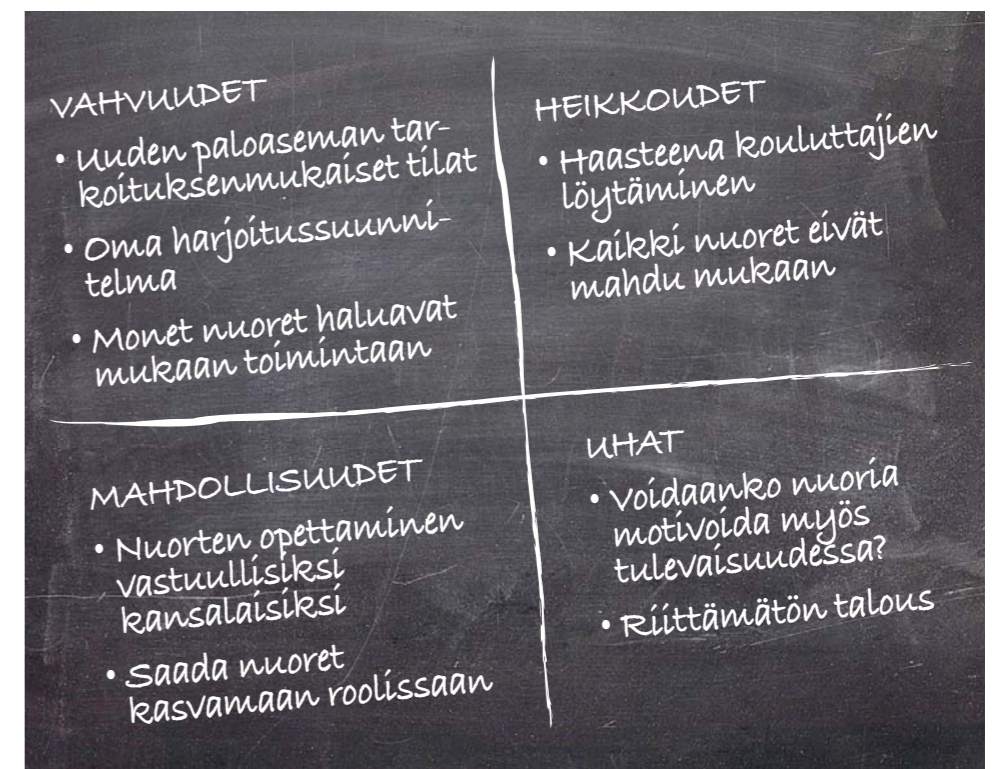 VAHVUUDET
• Uuden paloaseman tar-
koituksenmukaiset tilat
• Oma harjoitussuunni-
telma
• Monet nuoret haluavat
mukaan toimintaan
HEIKKOUDET
• Haasteena kouluttajien
löytäminen
• Kaikki nuoret eivät
mahdu mukaan
MAHDOLLISUUDET
• Nuorten opettaminen
vastuullisiksi
kansalaisiksi
• Saada nuoret
kasvamaan roolissaan
UHAT
• Voidaanko nuoria
motivoida myös
tulevaisuudessa?
• Riittämätön talous